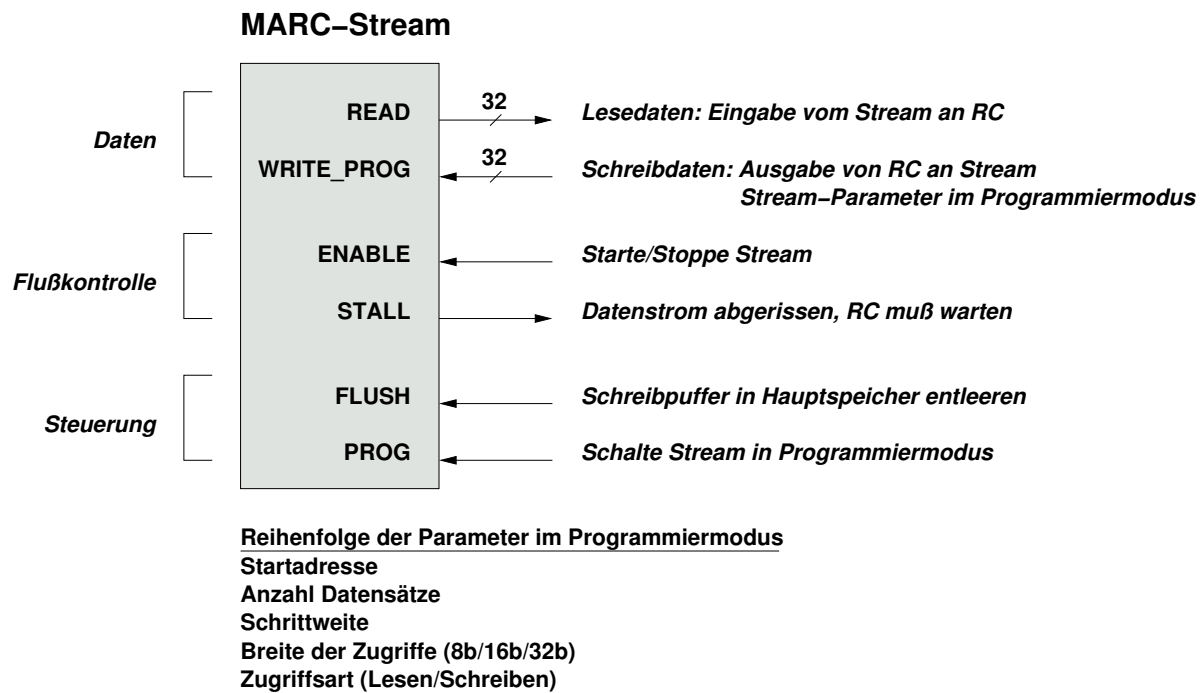 MARC–Stream
Daten
READ
32
Lesedaten: Eingabe vom Stream an RC
WRITE_PROG
32
Schreibdaten: Ausgabe von RC an Stream
Stream–Parameter im Programmiermodus
Flußkontrolle
ENABLE
Starte/Stoppe Stream
STALL
Datenstrom abgerissen, RC muß warten
Steuerung
FLUSH
Schreibpuffer in Hauptspeicher entleeren
PROG
Schalte Stream in Programmiermodus
Reihenfolge der Parameter im Programmiermodus
Startadresse
Anzahl Datensätze
Schrittweite
Breite der Zugriffe (8b/16b/32b)
Zugriffsart (Lesen/Schreiben)